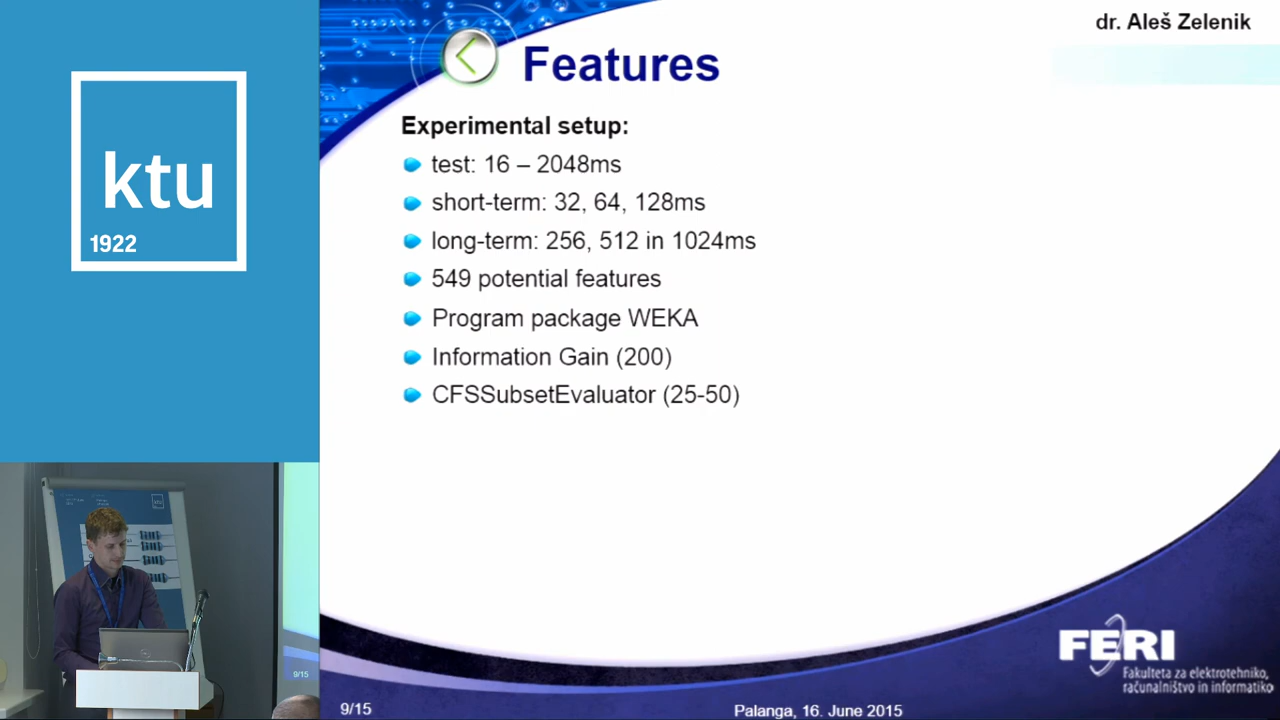 ktu
1922
dr. Aleš Zelenik
Features
Experimental setup:
test: 16 – 2048ms
short-term: 32, 64, 128ms
long-term: 256, 512 in 1024ms
549 potential features
Program package WEKA
Information Gain (200)
CFSSubsetEvaluator (25-50)
FERI
Fakulteta za elektrotehniko,
računalništvo in informatiko
9/15
Palanga, 16. June 2015
9/15